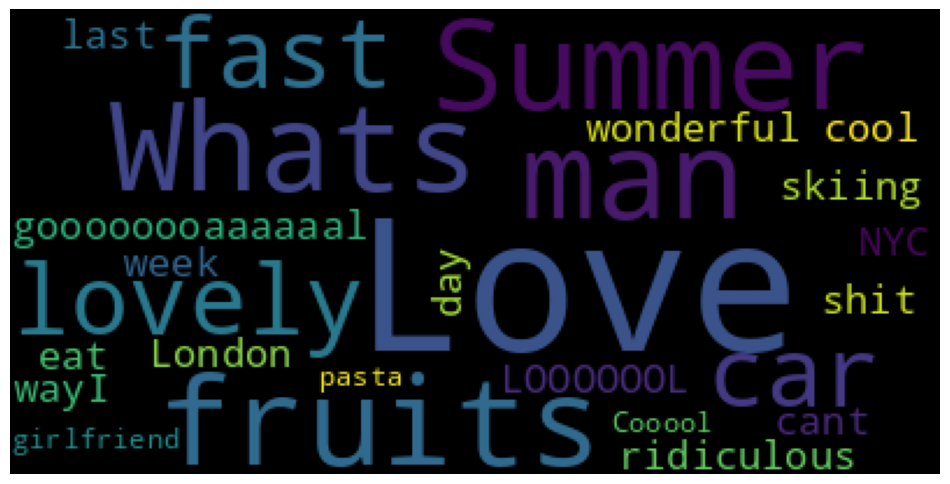 last fast Summer
Whats wonderful cool
man skiing
goooooooaaaaaal NYC
week day
lovely Love shit
eat London car
wayI pasta LOOOOOOL
fruits Cooool cant
girlfriend ridiculous